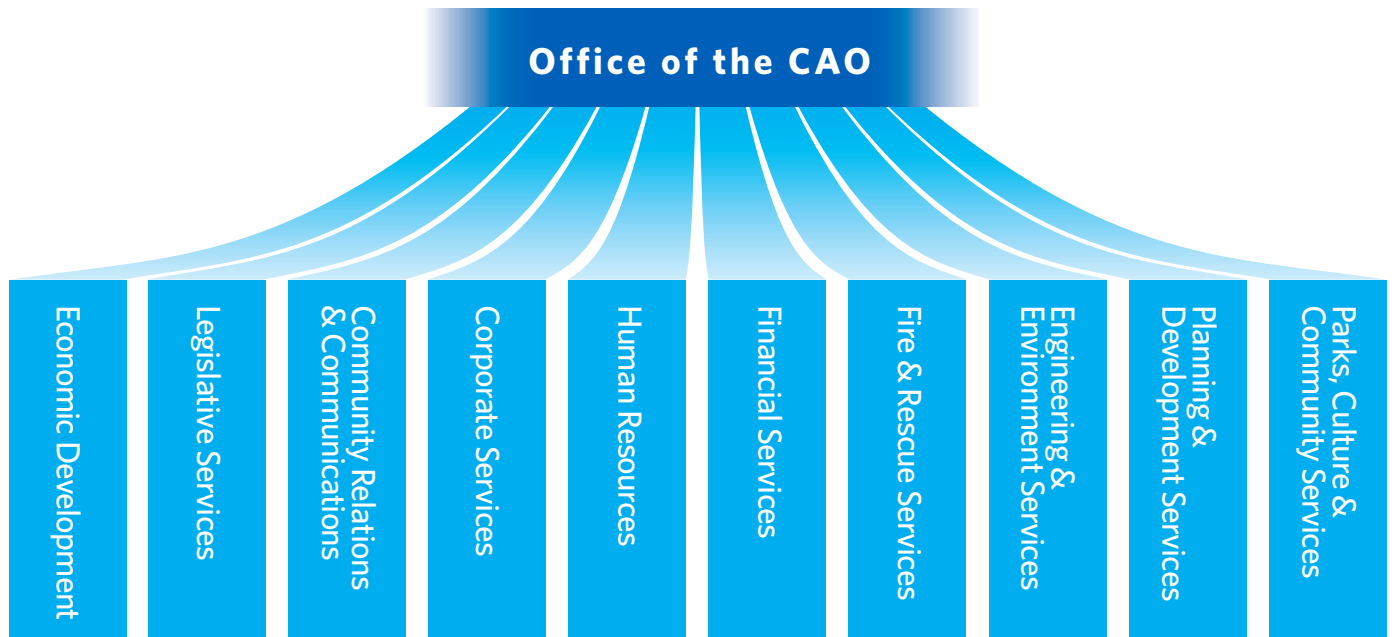 Office of the CAO
Economic Development
Legislative Services
Community Relations
& Communications
Corporate Services
Human Resources
Financial Services
Fire & Rescue Services
Engineering &
Environment Services
Planning &
Development Services
Parks, Culture &
Community Services